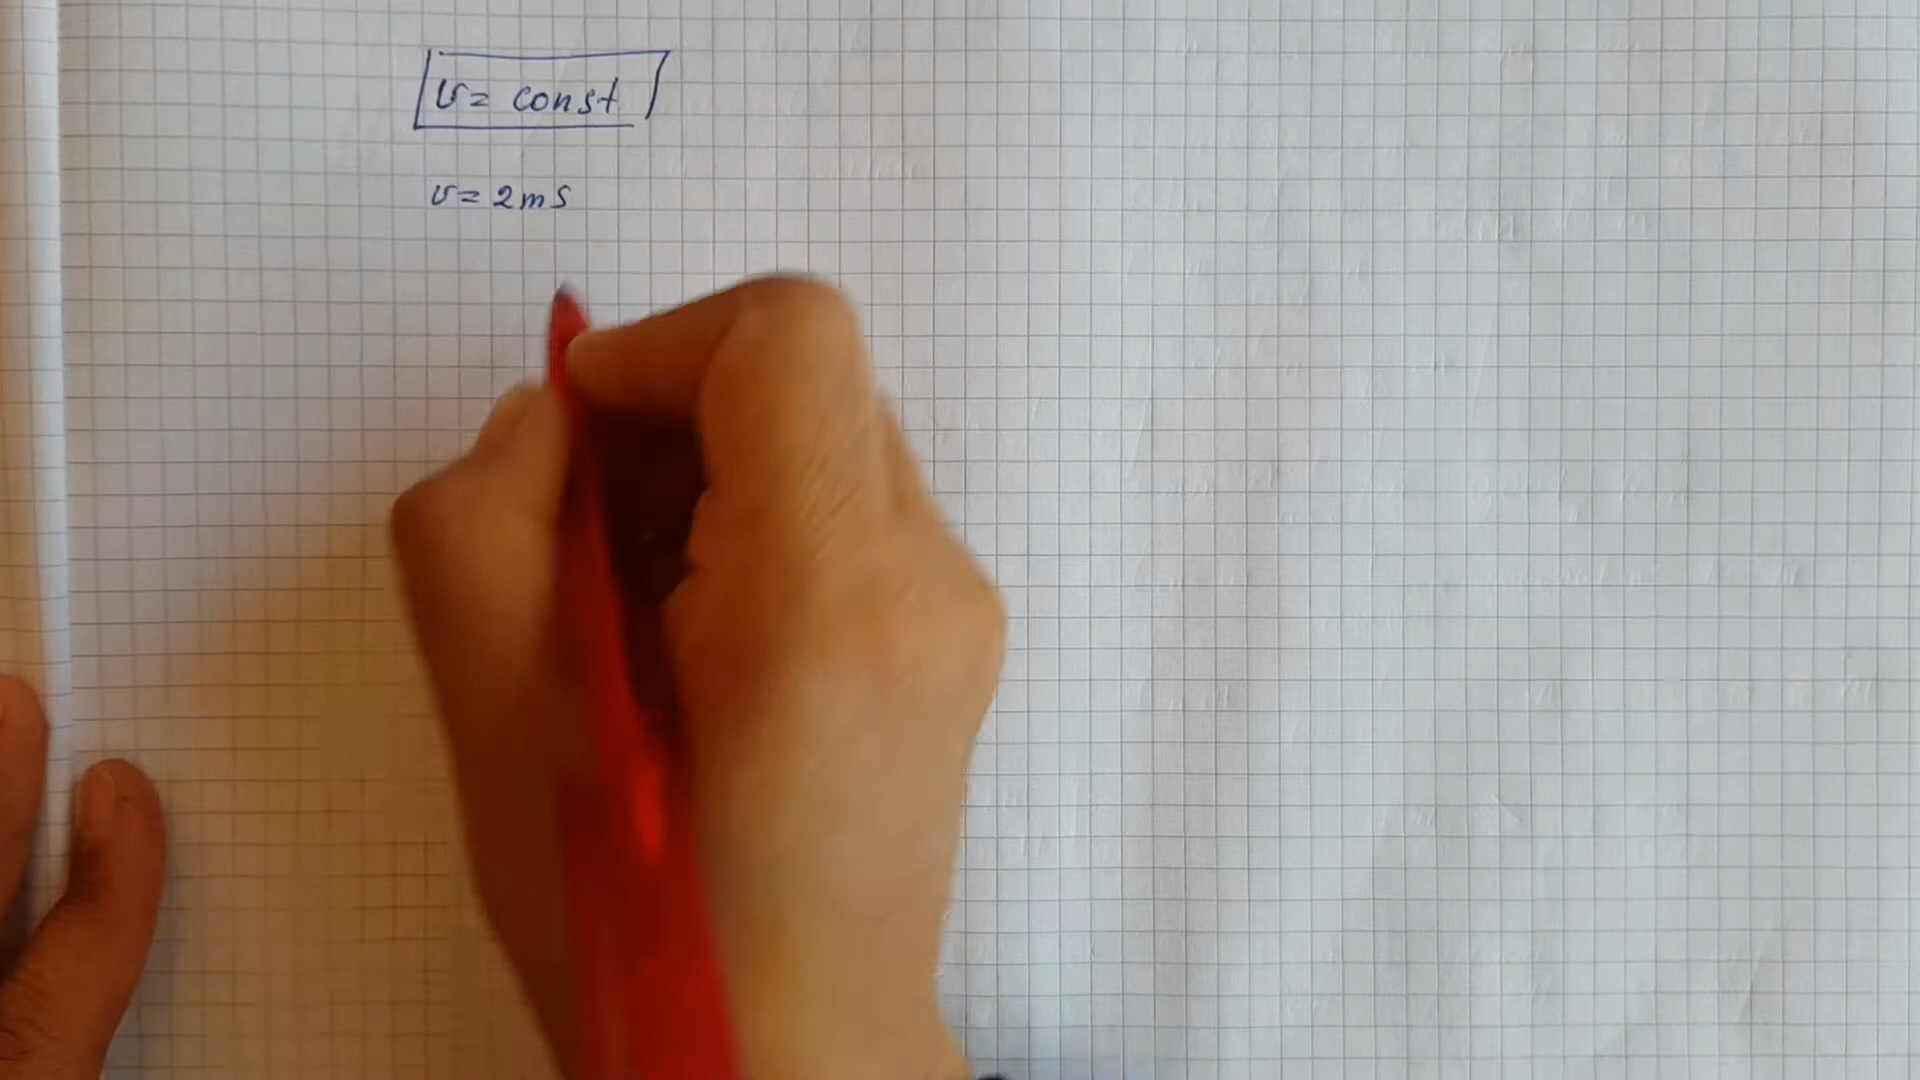 v = const
v = 2 m s